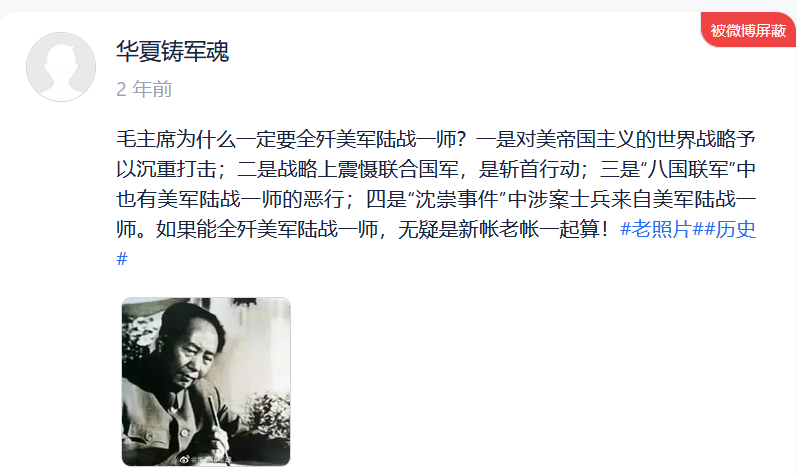 被微博屏蔽
华夏铸军魂
2 年前
毛主席为什么一定要全歼美军陆战一师？一是对美帝国主义的世界战略予
以沉重打击；二是战略上震慑联合国军，是斩首行动；三是“八国联军”中
也有美军陆战一师的恶行；四是“沈崇事件”中涉案士兵来自美军陆战一
师。如果能全歼美军陆战一师，无疑是新帐老帐一起算！#老照片##历史
#